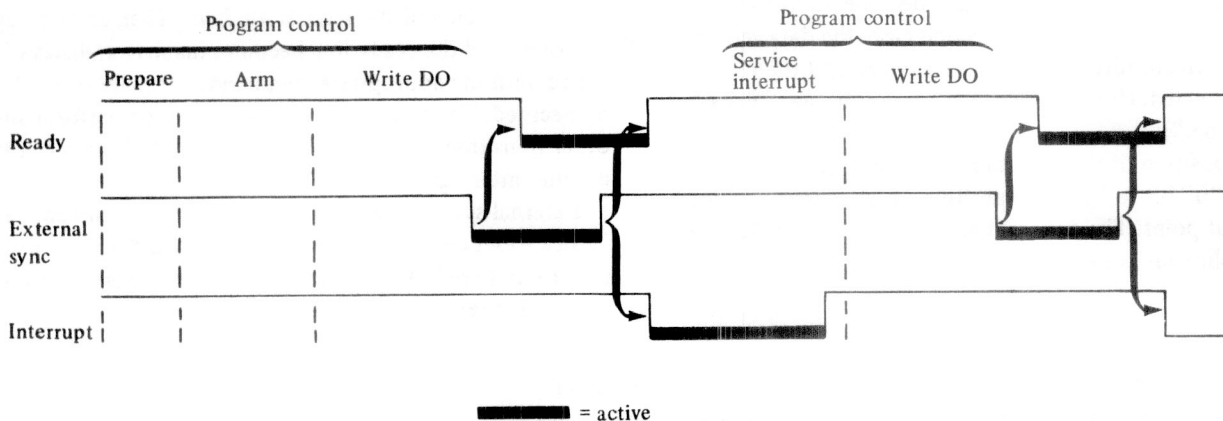 Program control
Program control
Prepare
Arm
Write DO
Service
interrupt
Write DO
Ready
External
sync
Interrupt
= active